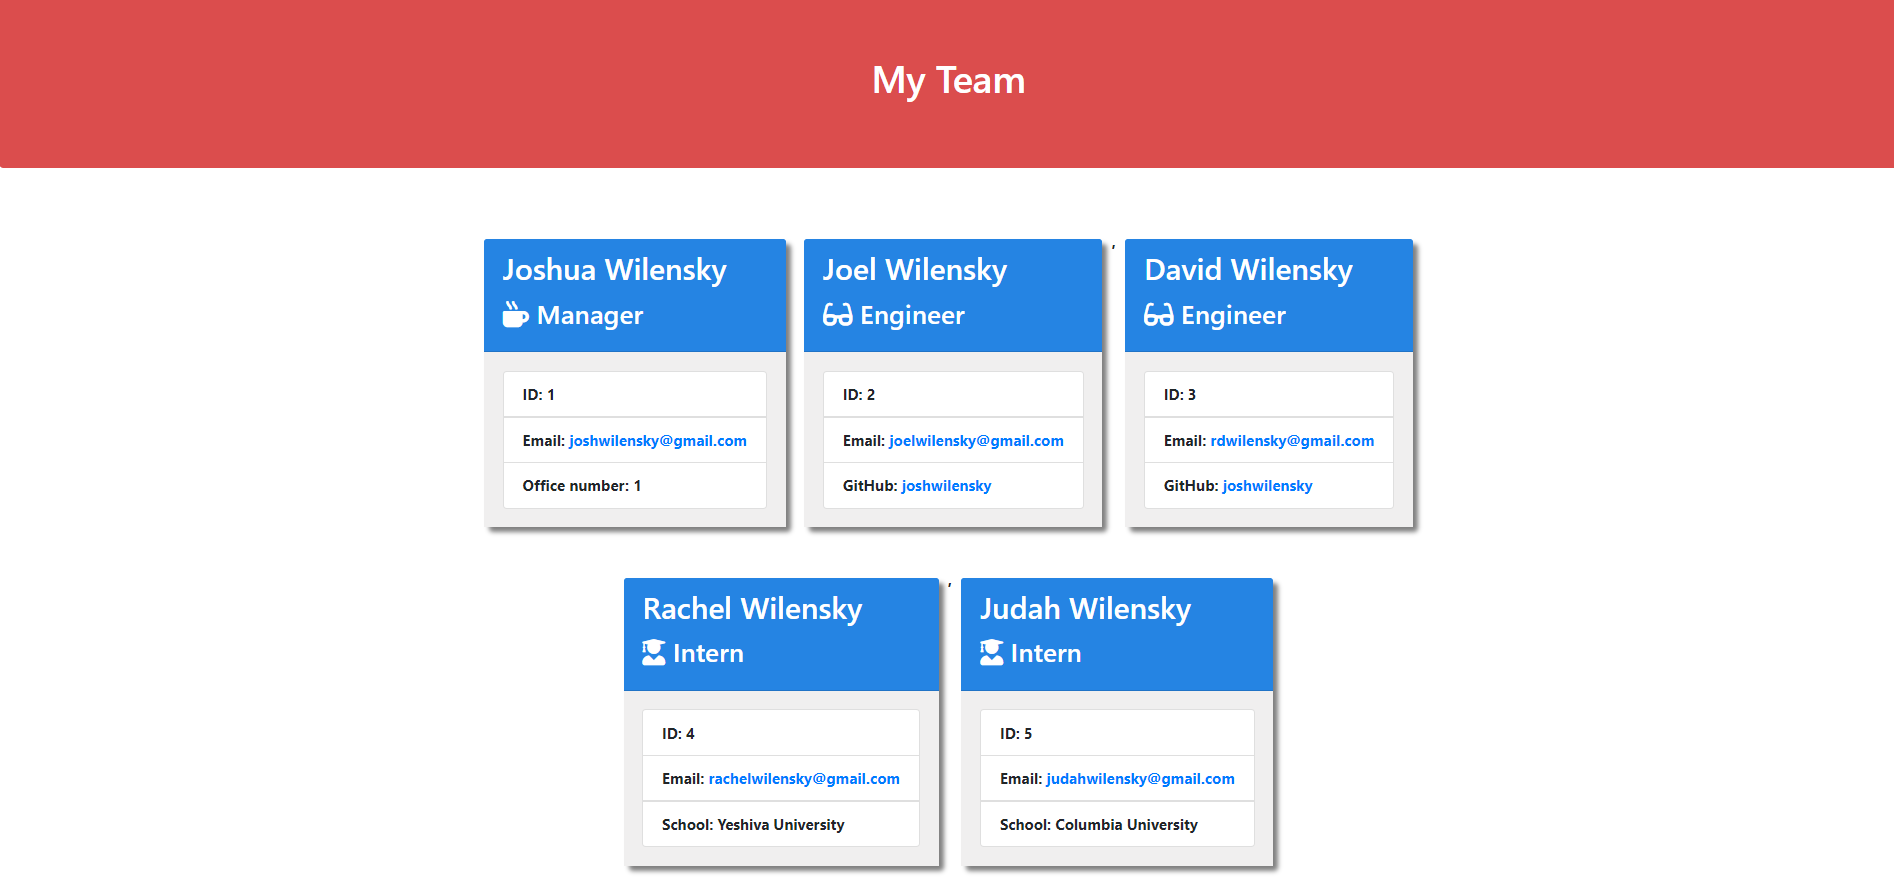 My Team
Joshua Wilensky
Manager
ID: 1
Email: joshwilensky@gmail.com
Office number: 1
Joel Wilensky
Engineer
ID: 2
Email: joelwilensky@gmail.com
GitHub: joshwilensky
,
David Wilensky
Engineer
ID: 3
Email: rdwilensky@gmail.com
GitHub: joshwilensky
Rachel Wilensky
Intern
ID: 4
Email: rachelwilensky@gmail.com
School: Yeshiva University
,
Judah Wilensky
Intern
ID: 5
Email: judahwilensky@gmail.com
School: Columbia University